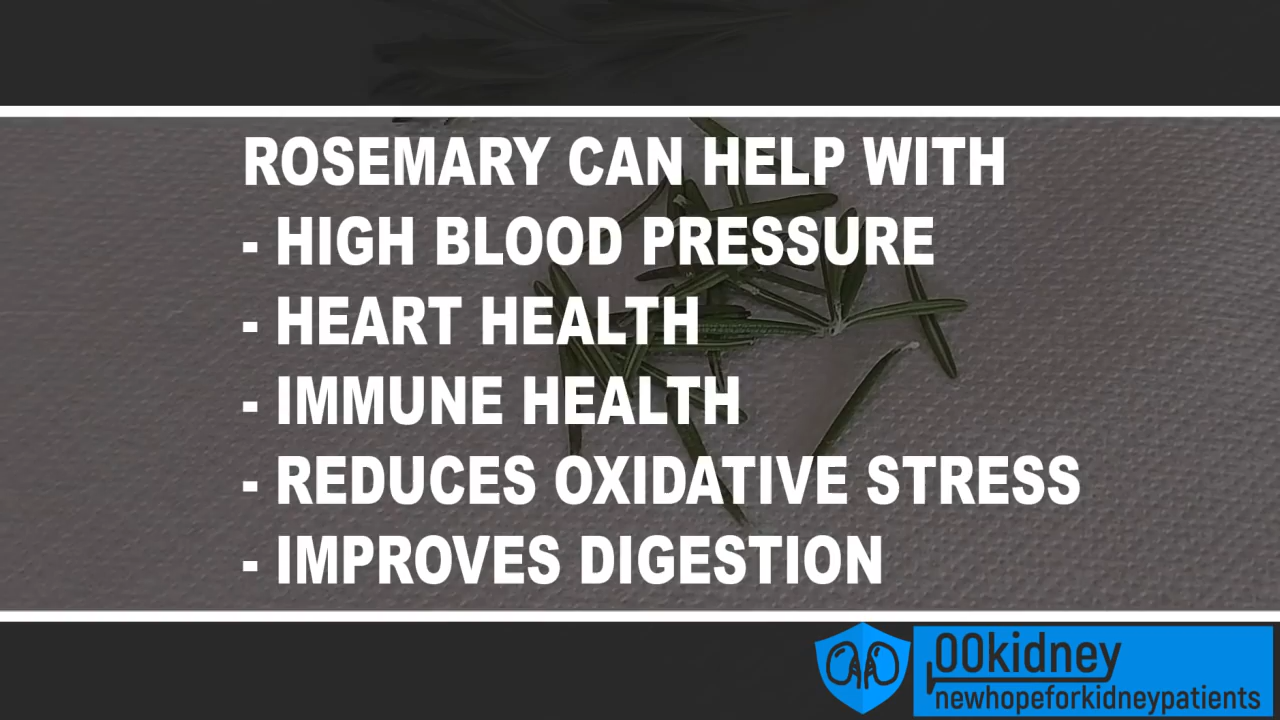 ROSEMARY CAN HELP WITH
- HIGH BLOOD PRESSURE
- HEART HEALTH
- IMMUNE HEALTH
- REDUCES OXIDATIVE STRESS
- IMPROVES DIGESTION
00kidney
newhopeforkidneypatients